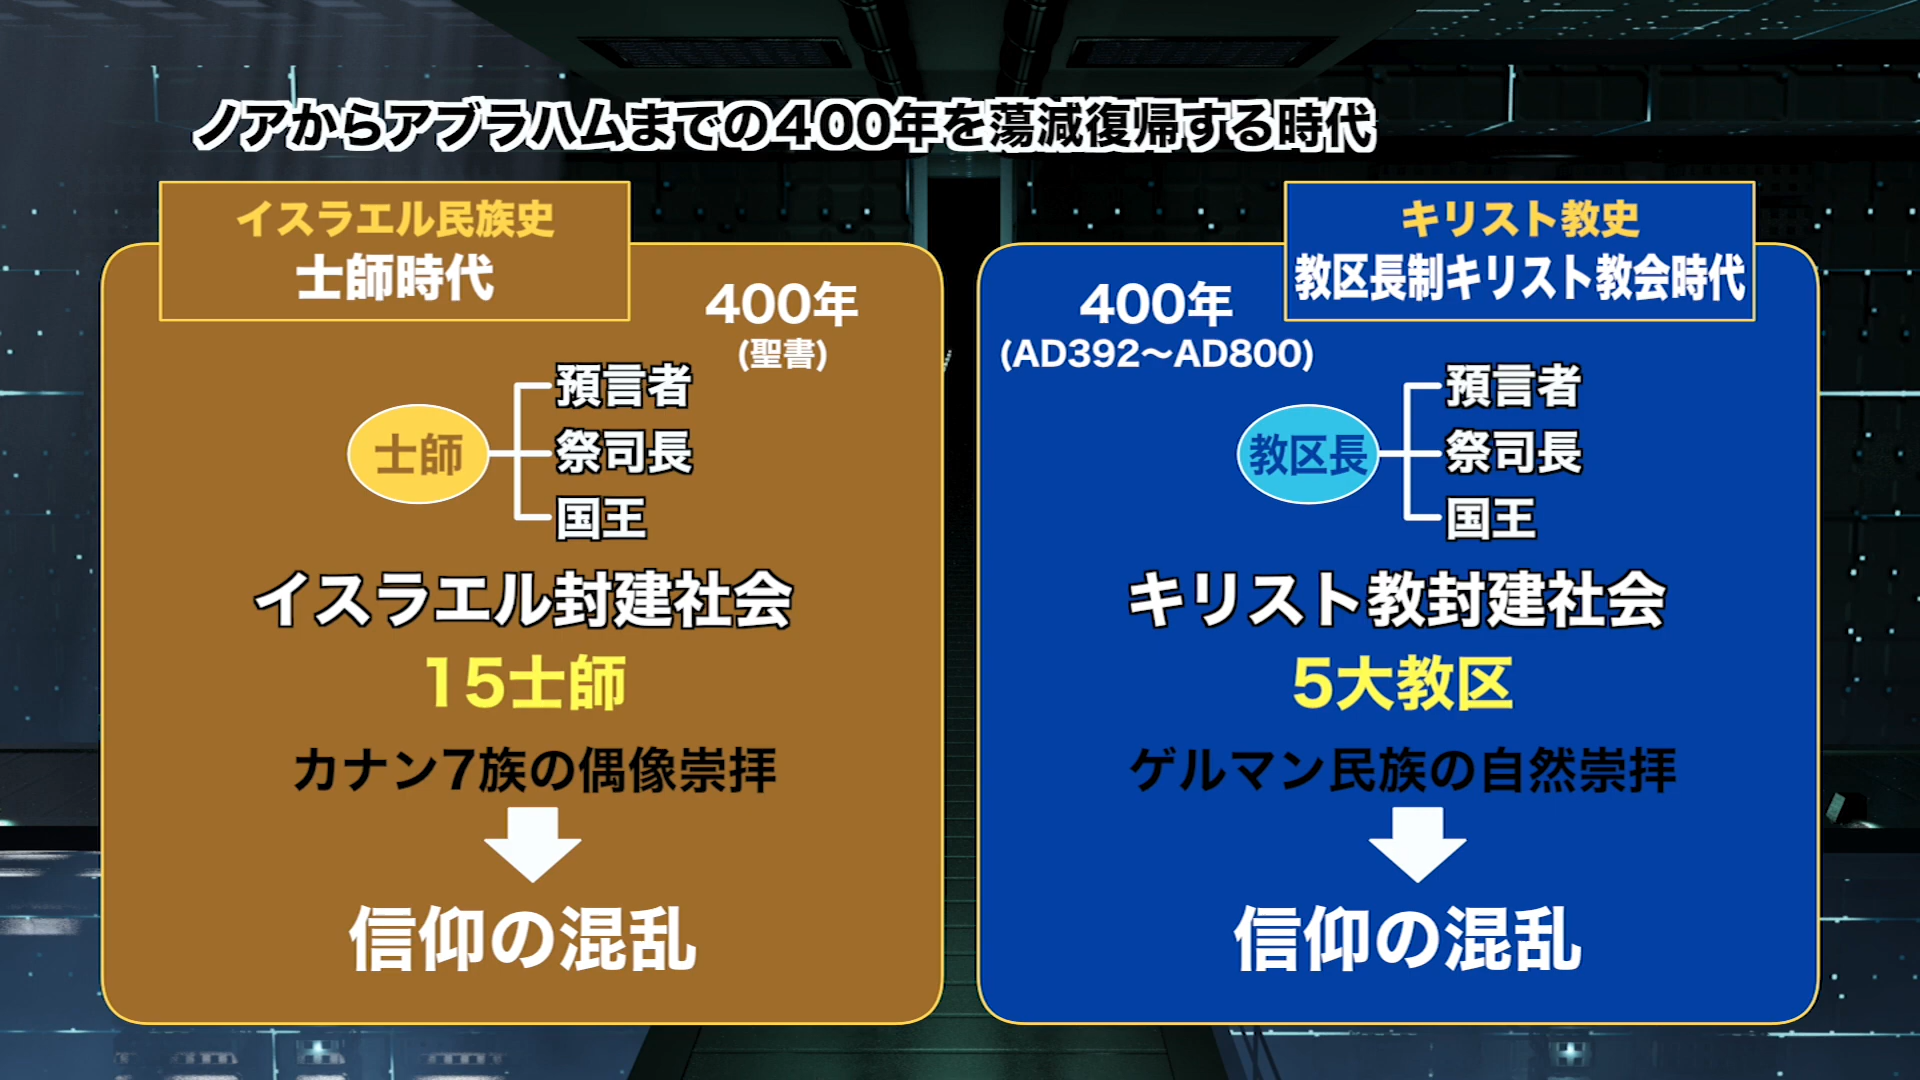 ノアからアブラハムまでの400年を蕩減復帰する時代
イスラエル民族史
士師時代
400年
(聖書)
士師
預言者
祭司長
国王
イスラエル封建社会
15士師
カナン7族の偶像崇拝
信仰の混乱
キリスト教史
教区長制キリスト教会時代
400年
(AD392〜AD800)
教区長
預言者
祭司長
国王
キリスト教封建社会
5大教区
ゲルマン民族の自然崇拝
信仰の混乱